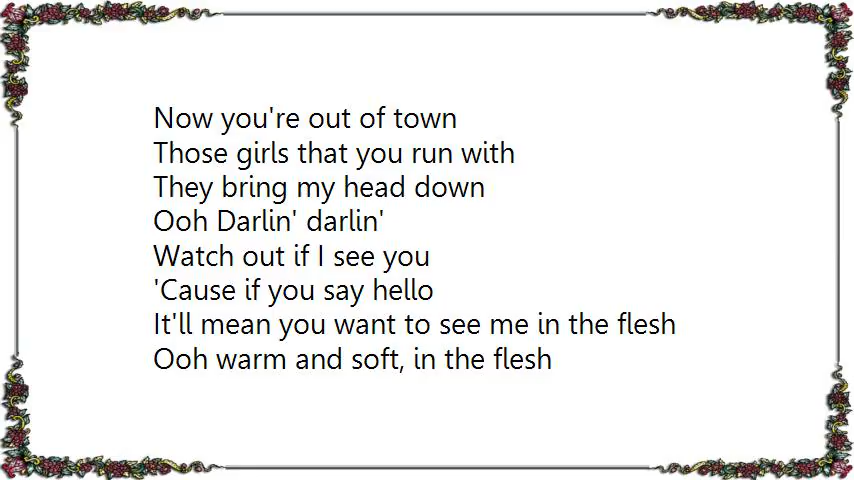 Now you're out of town
Those girls that you run with
They bring my head down
Ooh Darlin' darlin'
Watch out if I see you
'Cause if you say hello
It'll mean you want to see me in the flesh
Ooh warm and soft, in the flesh